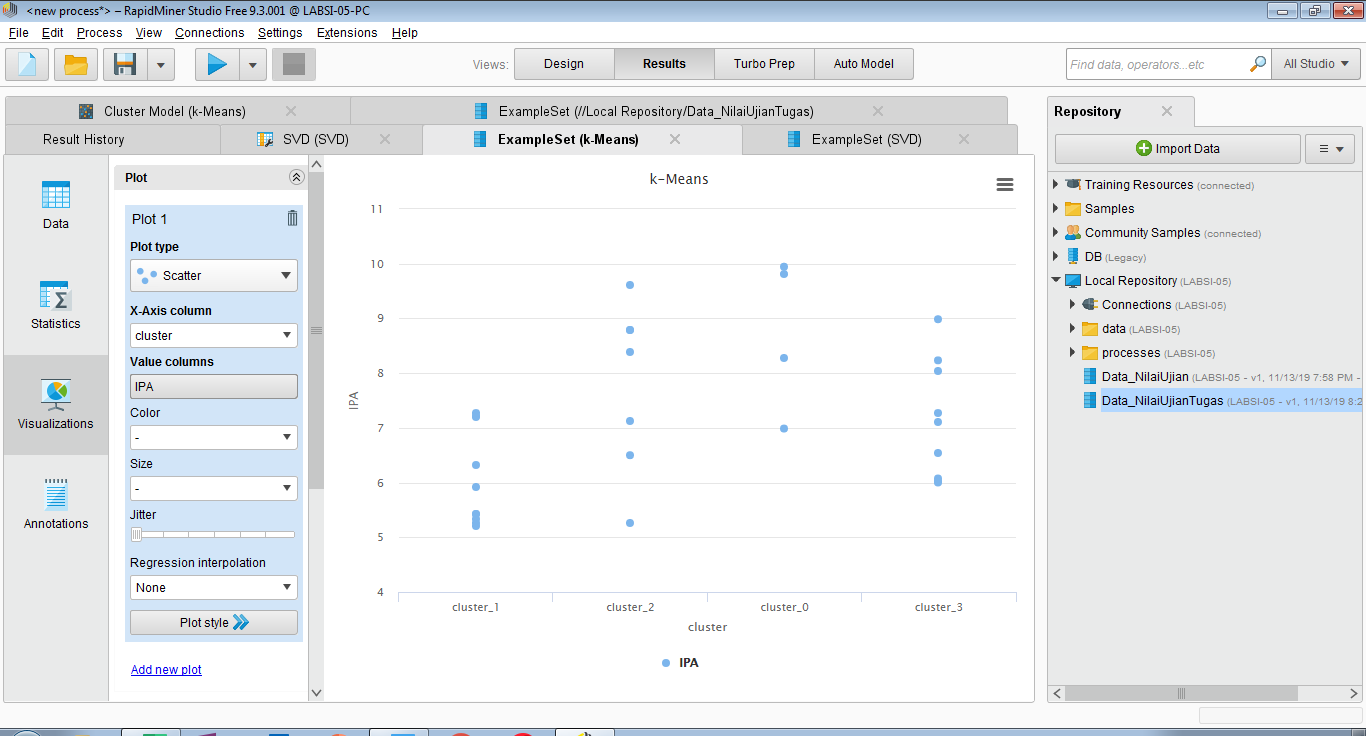 <new process*> – RapidMiner Studio Free 9.3.001 @ LABSI-05-PC
File Edit Process View Connections Settings Extensions Help
Views: Design Results Turbo Prep Auto Model
Find data, operators...etc
All Studio
Cluster Model (k-Means)
ExampleSet (//Local Repository/Data_NilaiUjianTugas)
Result History
SVD (SVD)
ExampleSet (k-Means)
ExampleSet (SVD)
Data
Statistics
Visualizations
Annotations
Plot
Plot 1
Plot type
Scatter
X-Axis column
cluster
Value columns
IPA
Color
-
Size
-
Jitter
Regression interpolation
None
Plot style
Add new plot
k-Means
11
10
9
8
7
6
5
4
IPA
cluster_1 cluster_2 cluster_0 cluster_3
cluster
IPA
Repository
Import Data
Training Resources (connected)
Samples
Community Samples (connected)
DB (Legacy)
Local Repository (LABSI-05)
Connections (LABSI-05)
data (LABSI-05)
processes (LABSI-05)
Data_NilaiUjian (LABSI-05 - v1, 11/13/19 7:58 PM -
Data_NilaiUjianTugas (LABSI-05 - v1, 11/13/19 8:2